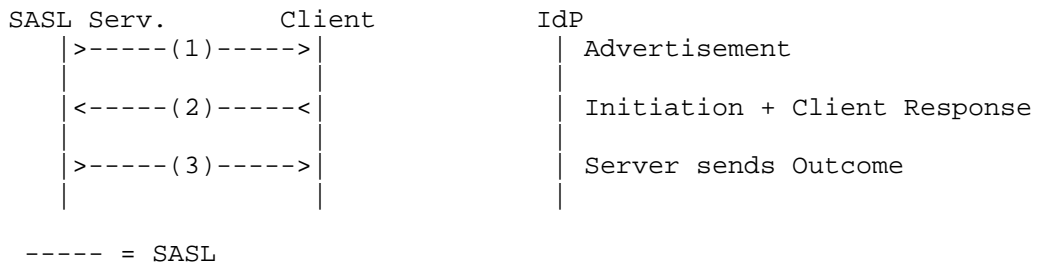 SASL Serv.       Client          IdP
    |>-----(1)----->|               | Advertisement
    |               |               |
    |<-----(2)-----<|               | Initiation + Client Response
    |               |               |
    |>-----(3)----->|               | Server sends Outcome
    |               |               |
 ----- = SASL